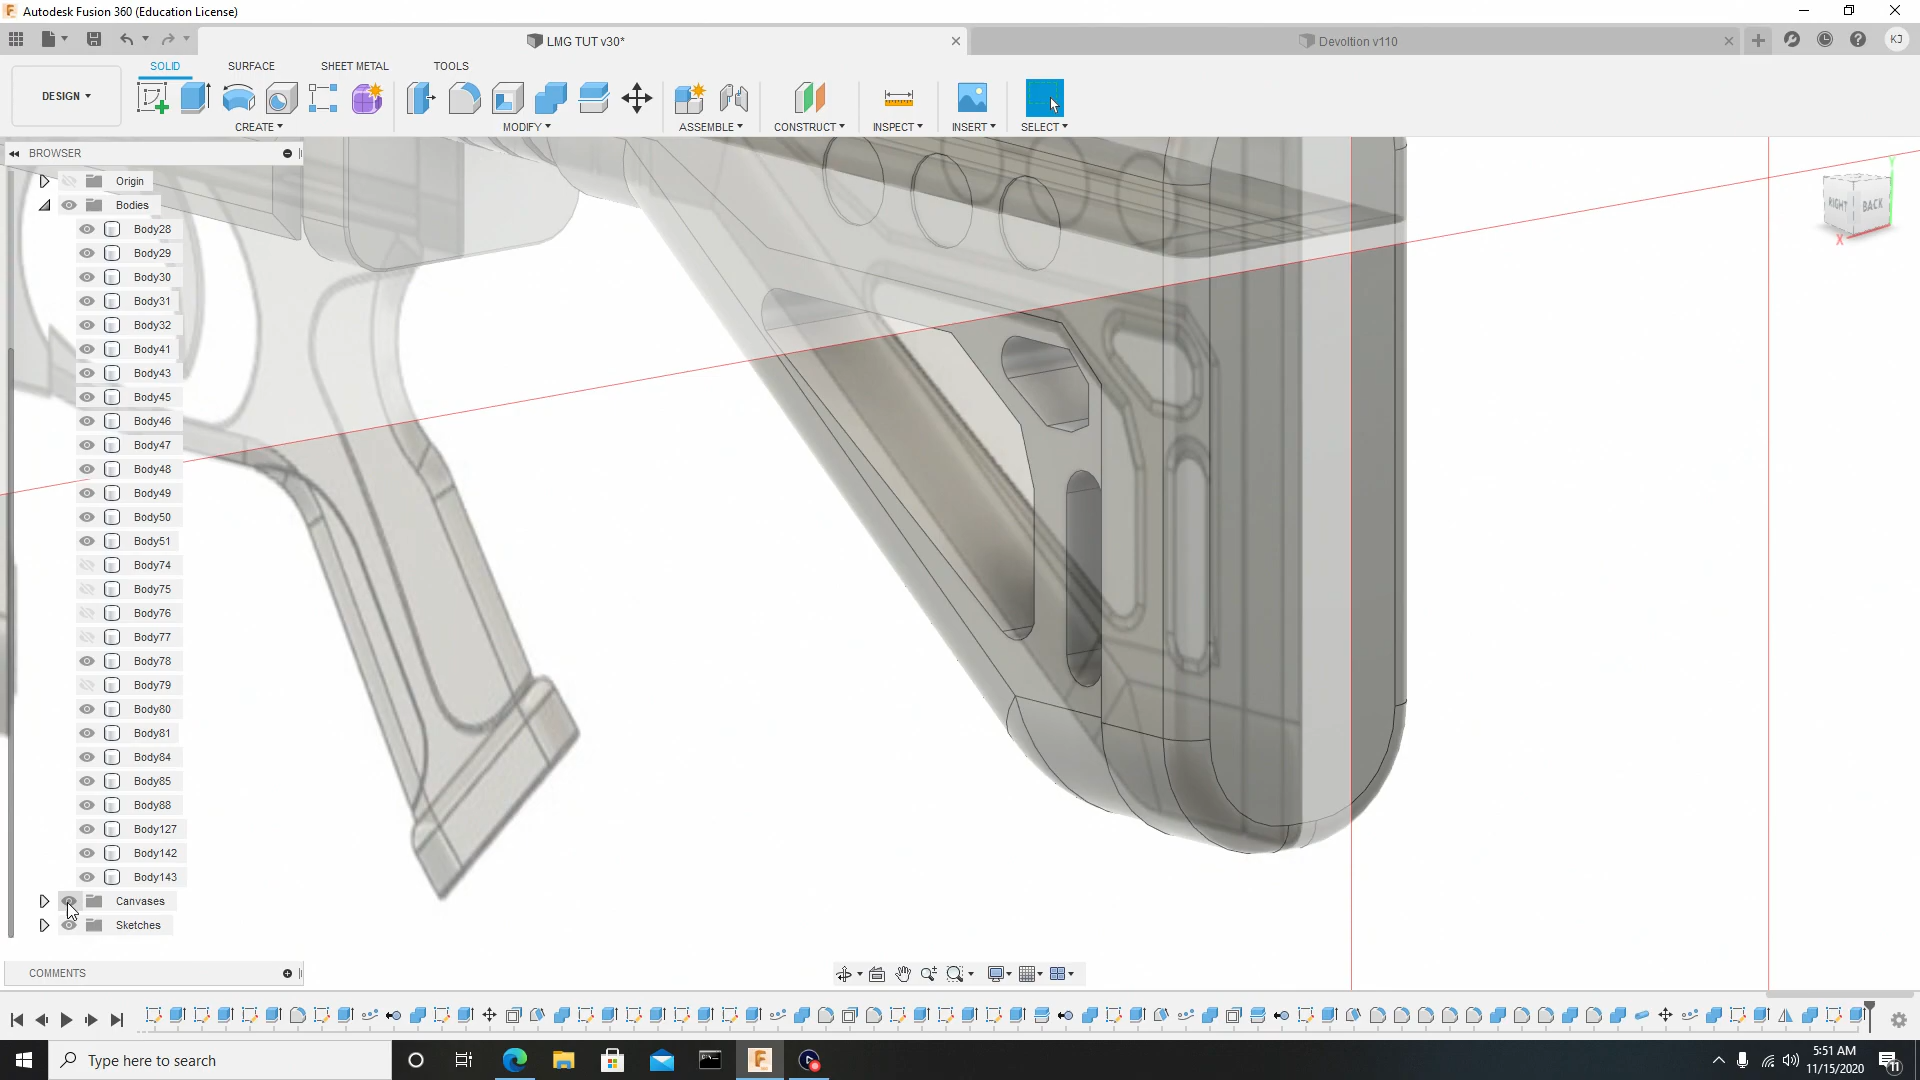 Autodesk Fusion 360 (Education License)
LMG TUT v30*
Devoltion v110
KJ
DESIGN
SOLID
SURFACE
SHEET METAL
TOOLS
CREATE
MODIFY
ASSEMBLE
CONSTRUCT
INSPECT
INSERT
SELECT
BROWSER
Origin
Bodies
Body28
Body29
Body30
Body31
Body32
Body41
Body43
Body45
Body46
Body47
Body48
Body49
Body50
Body51
Body74
Body75
Body76
Body77
Body78
Body79
Body80
Body81
Body84
Body85
Body88
Body127
Body142
Body143
Canvases
Sketches
Y
RIGHT
BACK
X
COMMENTS
Type here to search
5:51 AM
11/15/2020
11